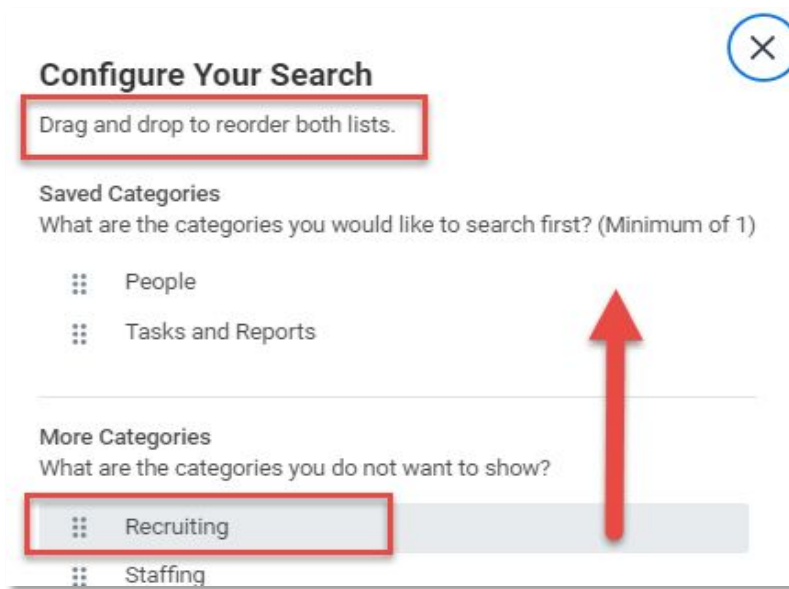 Configure Your Search
Drag and drop to reorder both lists.
Saved Categories
What are the categories you would like to search first? (Minimum of 1)
People
Tasks and Reports
More Categories
What are the categories you do not want to show?
Recruiting
Staffing